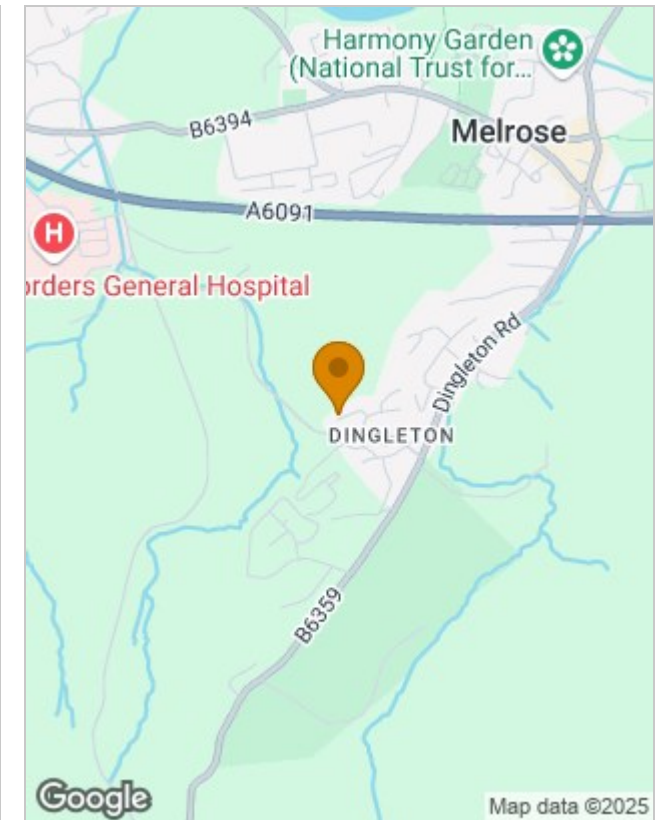 Harmony Garden
(National Trust for...
B6394
Melrose
A6091
H
orders General Hospital
Dingleton Rd
DINGLETON
B6359
Google
Map data ©2025